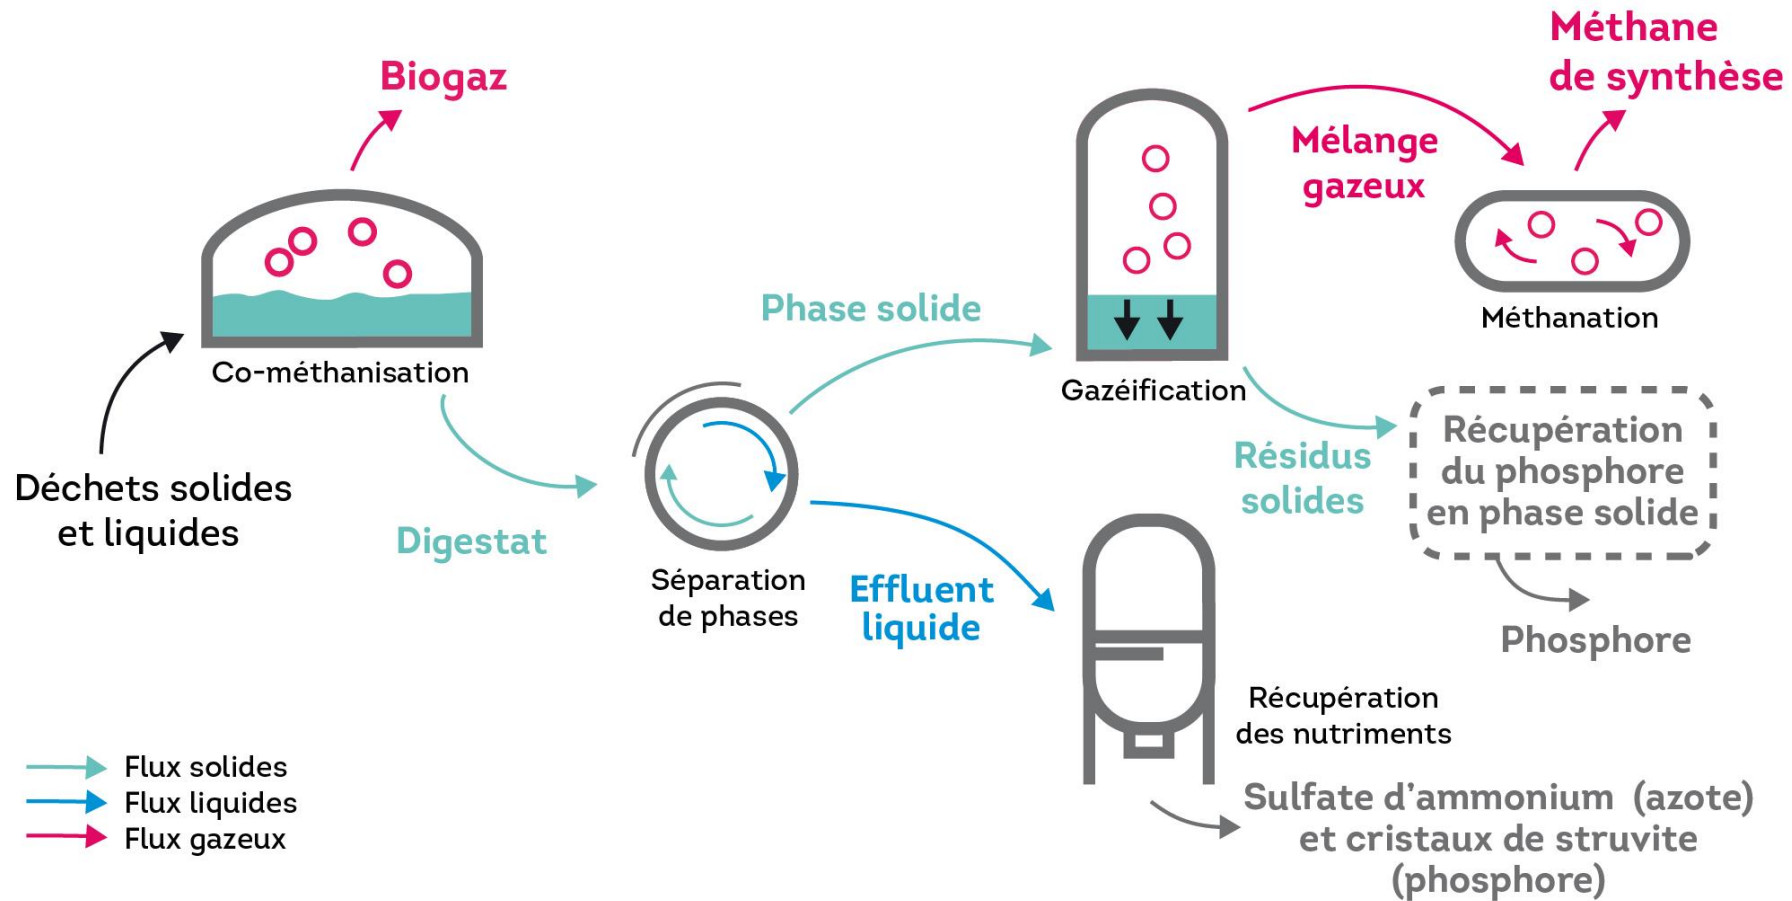 Biogaz
Co-méthanisation
Déchets solides
et liquides
Digestat
Séparation
de phases
Phase solide
Effluent
liquide
Gazéification
Mélange
gazeux
Méthane
de synthèse
Méthanation
Résidus
solides
Récupération
du phosphore
en phase solide
Phosphore
Récupération
des nutriments
Sulfate d’ammonium (azote)
et cristaux de struvite
(phosphore)
Flux solides
Flux liquides
Flux gazeux